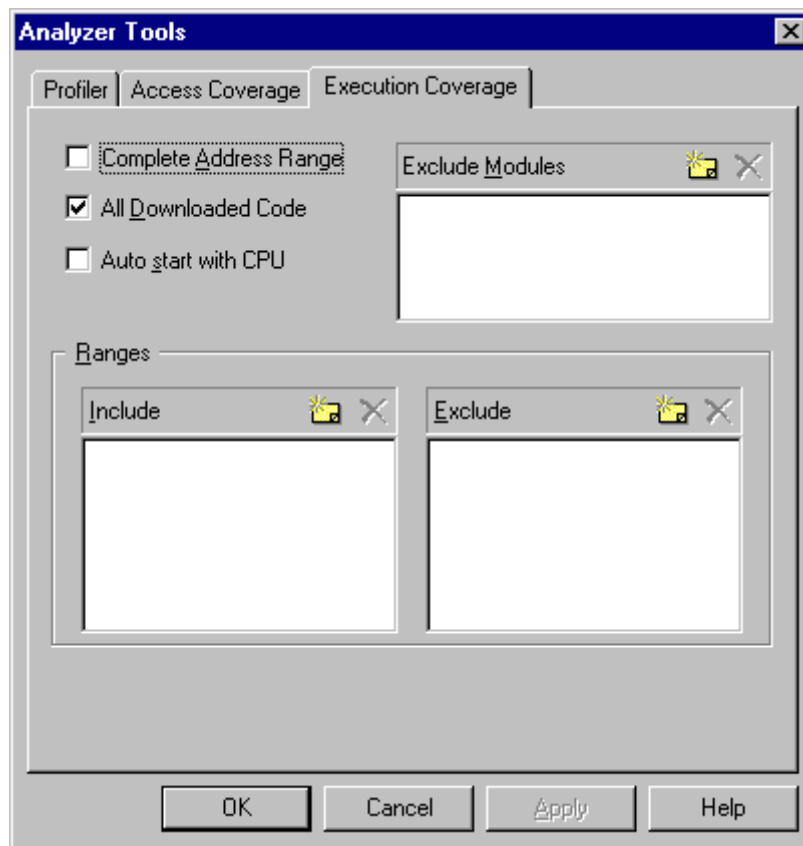 Analyzer Tools
Profiler
Access Coverage
Execution Coverage
Complete Address Range
All Downloaded Code
Auto start with CPU
Exclude Modules
Ranges
Include
Exclude
OK
Cancel
Apply
Help